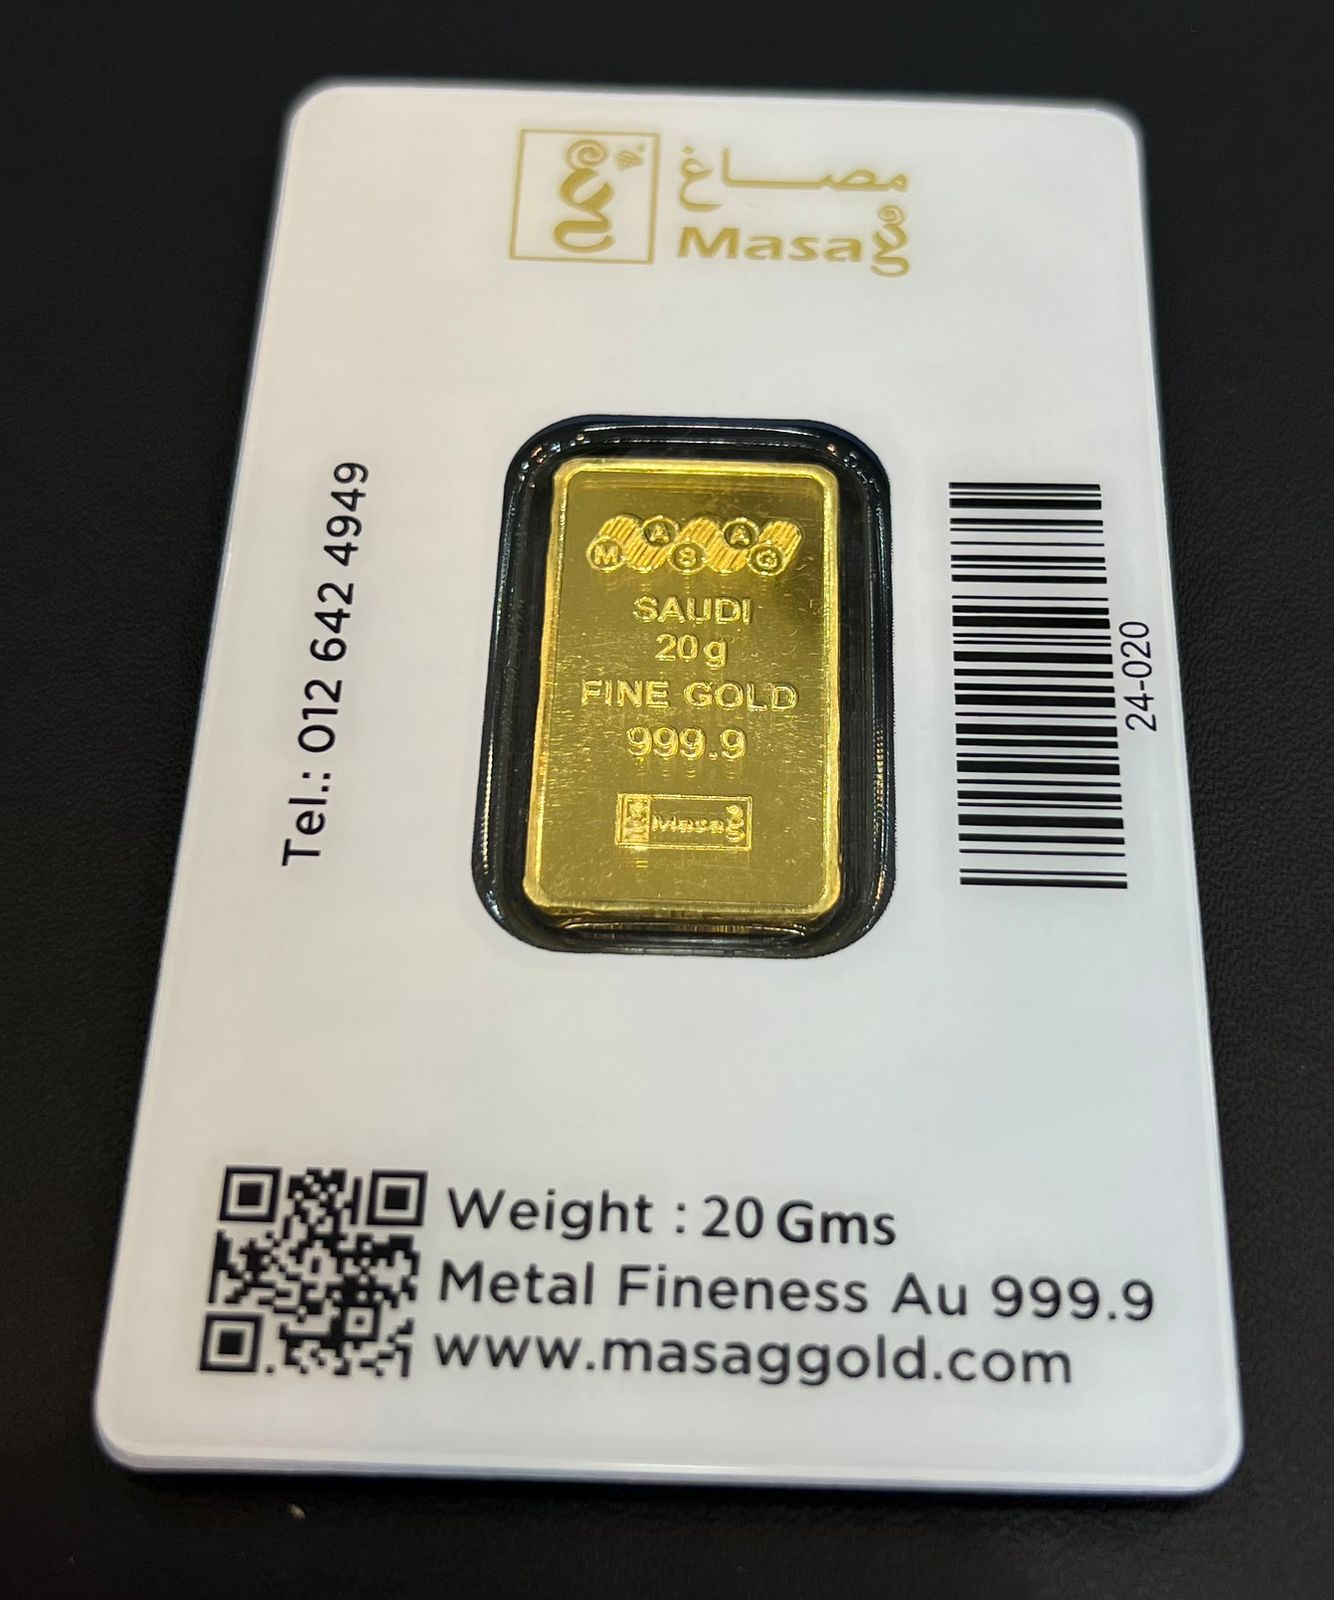 مصاغ
Masag
Tel.: 012 642 4949
MASAG
SAUDI
20g
FINE GOLD
999.9
Masag
24-020
Weight : 20 Gms
Metal Fineness Au 999.9
www.masaggold.com